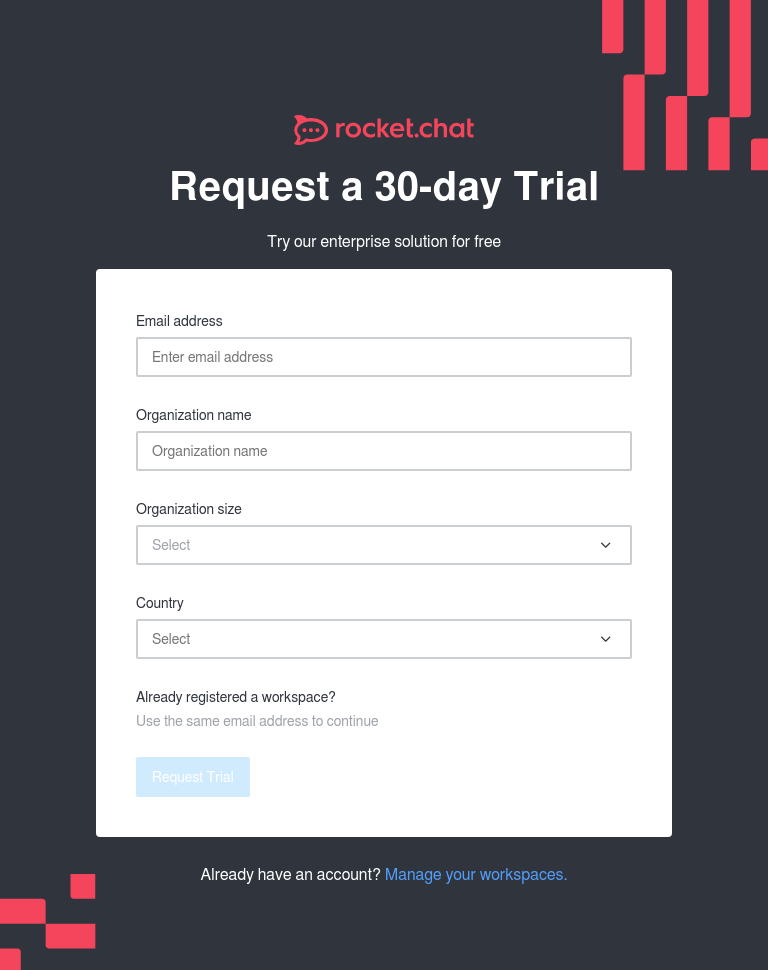 rocket.chat
Request a 30-day Trial
Try our enterprise solution for free
Email address
Enter email address
Organization name
Organization name
Organization size
Select
Country
Select
Already registered a workspace?
Use the same email address to continue
Request Trial
Already have an account? Manage your workspaces.